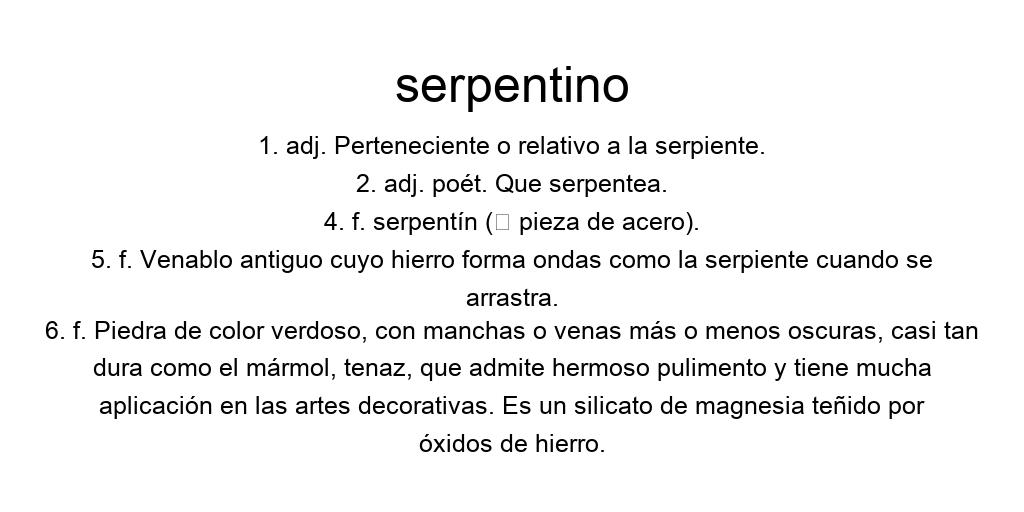 serpentino
1. adj. Perteneciente o relativo a la serpiente.
2. adj. poét. Que serpentea.
4. f. serpentín (▯ pieza de acero).
5. f. Venablo antiguo cuyo hierro forma ondas como la serpiente cuando se
arrastra.
6. f. Piedra de color verdoso, con manchas o venas más o menos oscuras, casi tan
dura como el mármol, tenaz, que admite hermoso pulimento y tiene mucha
aplicación en las artes decorativas. Es un silicato de magnesia teñido por
óxidos de hierro.